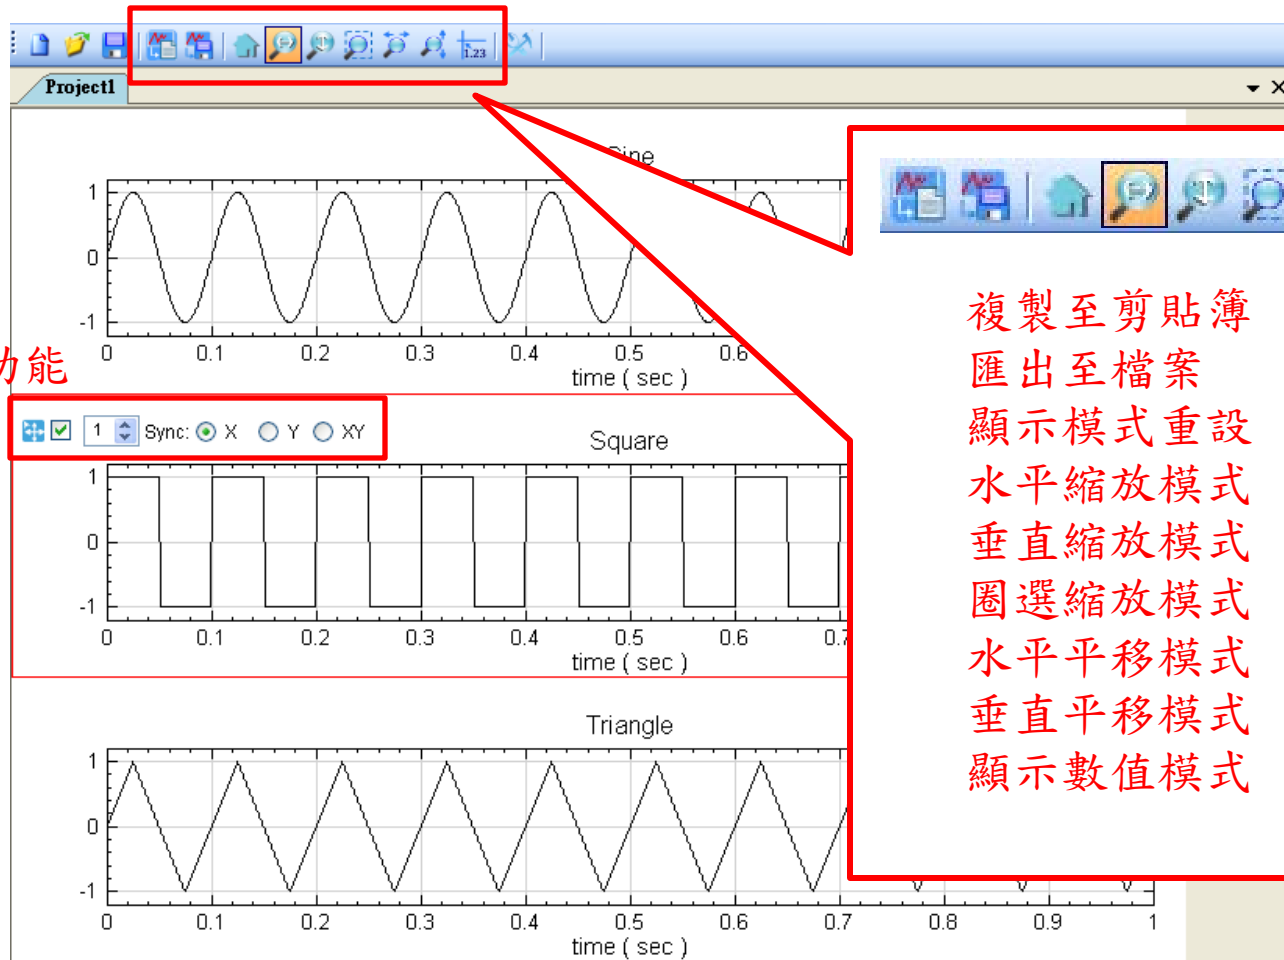 1.23
Project1
Sine
1
0
-1
0 0.1 0.2 0.3 0.4 0.5 0.6
time ( sec )
功能
1 Sync: X Y XY
Square
1
0
-1
0 0.1 0.2 0.3 0.4 0.5 0.6 0.7
time ( sec )
Triangle
1
0
-1
0 0.1 0.2 0.3 0.4 0.5 0.6 0.7 0.8 0.9 1
time ( sec )
複製至剪貼簿
匯出至檔案
顯示模式重設
水平縮放模式
垂直縮放模式
圈選縮放模式
水平平移模式
垂直平移模式
顯示數值模式